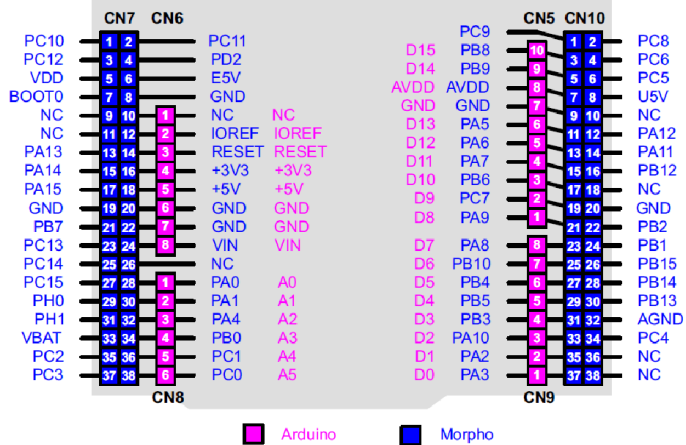 CN7 CN6 CN5 CN10
PC9
PC10 1 2 PC11 1 2 PC8
PC12 3 4 PD2 D15 PB8 10 3 4 PC6
VDD 5 6 E5V D14 PB9 9 5 6 PC5
BOOT0 7 8 GND AVDD AVDD 8 7 8 U5V
NC 9 10 1 NC NC GND GND 7 9 10 NC
NC 11 12 2 IOREF IOREF D13 PA5 6 11 12 PA12
PA13 13 14 3 RESET RESET D12 PA6 5 13 14 PA11
PA14 15 16 4 +3V3 +3V3 D11 PA7 4 15 16 PB12
PA15 17 18 5 +5V +5V D10 PB6 3 17 18 NC
GND 19 20 6 GND GND D9 PC7 2 19 20 GND
PB7 21 22 7 GND GND D8 PA9 1 21 22 PB2
PC13 23 24 8 VIN VIN D7 PA8 8 23 24 PB1
PC14 25 26 NC D6 PB10 7 25 26 PB15
PC15 27 28 1 PA0 A0 D5 PB4 6 27 28 PB14
PH0 29 30 2 PA1 A1 D4 PB5 5 29 30 PB13
PH1 31 32 3 PA4 A2 D3 PB3 4 31 32 AGND
VBAT 33 34 4 PB0 A3 D2 PA10 3 33 34 PC4
PC2 35 36 5 PC1 A4 D1 PA2 2 35 36 NC
PC3 37 38 6 PC0 A5 D0 PA3 1 37 38 NC
CN8 CN9
Arduino Morpho